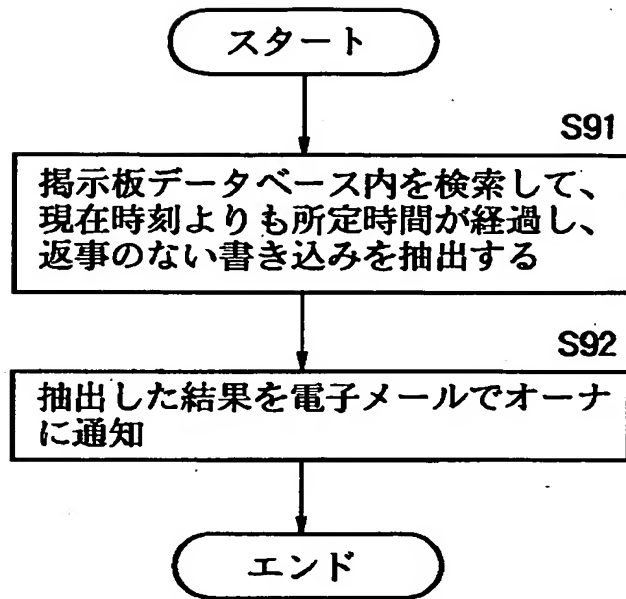 スタート
S91
掲示板データベース内を検索して、
現在時刻よりも所定時間が経過し、
返事のない書き込みを抽出する
S92
抽出した結果を電子メールでオーナ
に通知
エンド